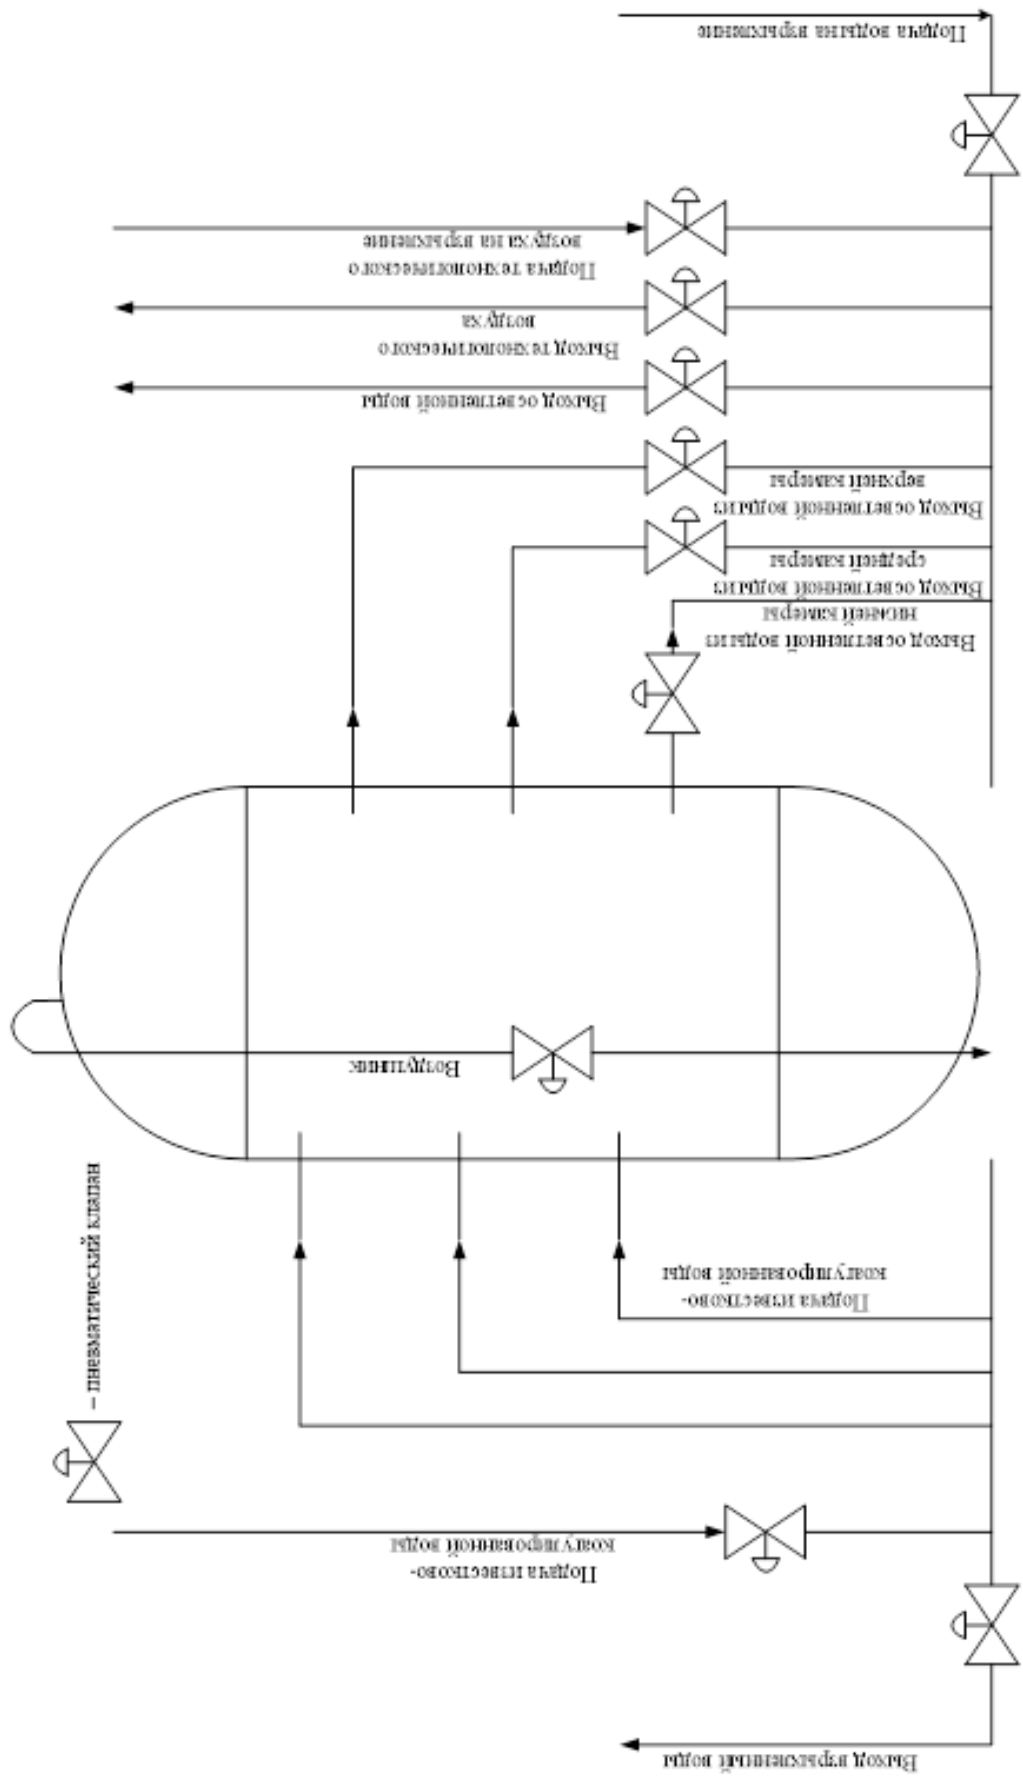 Выход взрыхленный воды
Подача известково-
коагулированной воды
– пневматический клапан
Подача известково-
коагулированной воды
Воздушник
Выход осветленной воды из
нижней камеры
Выход осветленной воды из
средней камеры
Выход осветленной воды из
верхней камеры
Выход осветленной воды
Выход технологического
воздуха
Подача технологического
воздуха на взрыхление
Подача воды на взрыхление